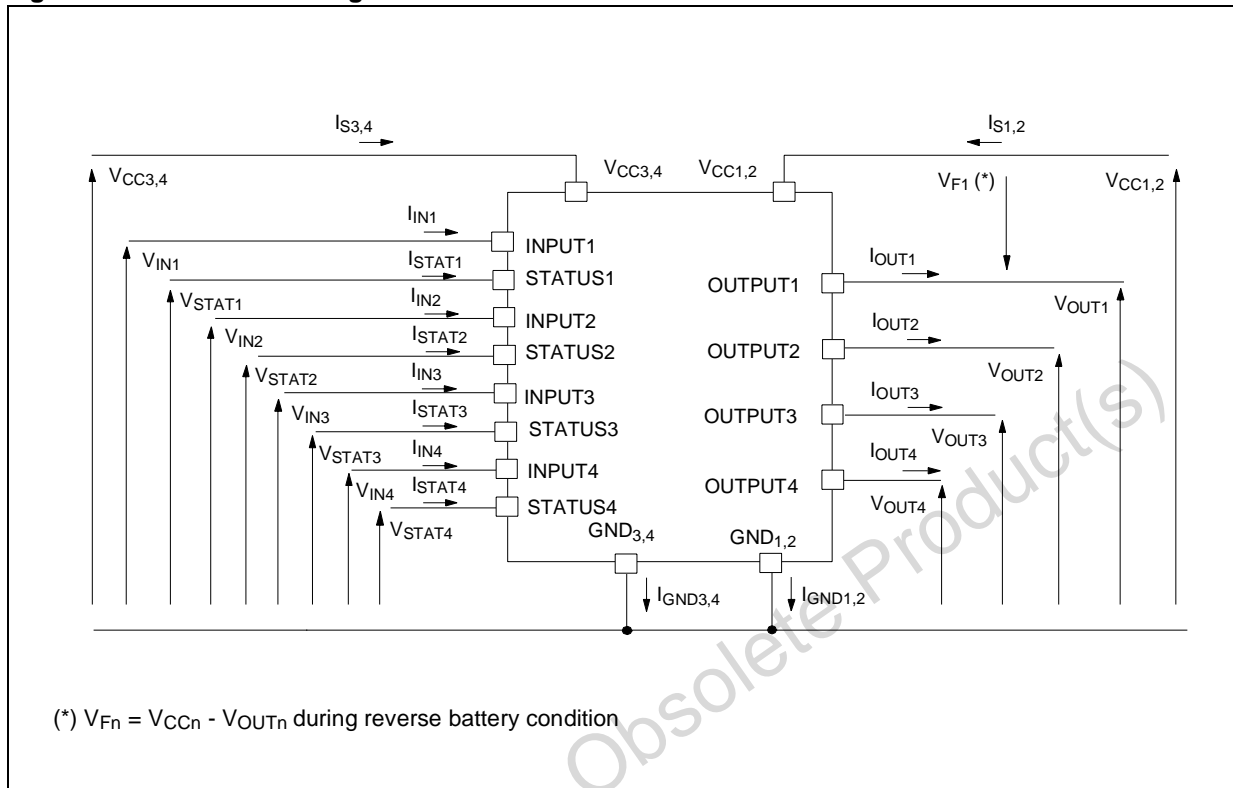 IS3,4
IS1,2
VCC3,4
VCC3,4
VCC1,2
VF1 (*)
VCC1,2
IIN1
VIN1
INPUT1
ISTAT1
VSTAT1
STATUS1
IIN2
VIN2
INPUT2
ISTAT2
VSTAT2
STATUS2
IIN3
VIN3
INPUT3
ISTAT3
VSTAT3
STATUS3
IIN4
VIN4
INPUT4
ISTAT4
VSTAT4
STATUS4
OUTPUT1
IOUT1
VOUT1
OUTPUT2
IOUT2
VOUT2
OUTPUT3
IOUT3
VOUT3
OUTPUT4
IOUT4
VOUT4
GND3,4
GND1,2
IGND3,4
IGND1,2
(*) VFn = VCCn - VOUTn during reverse battery condition
Obsolete Product(s)